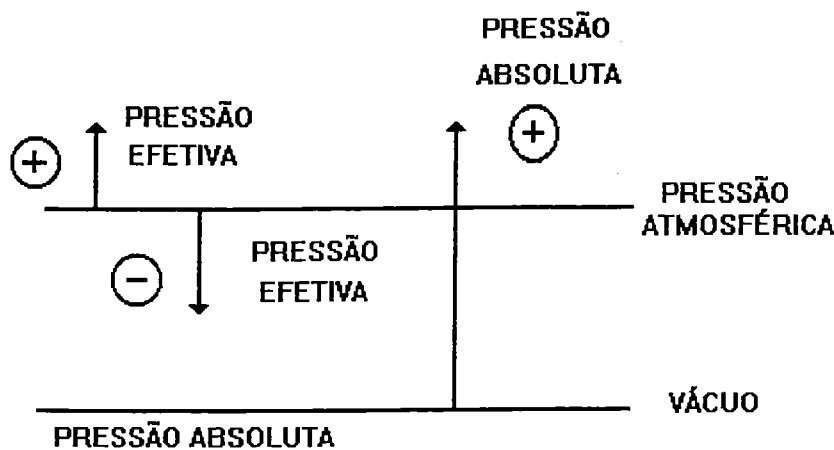 PRESSÃO
ABSOLUTA
+
PRESSÃO
EFETIVA
+
PRESSÃO
ATMOSFÉRICA
PRESSÃO
EFETIVA
−
VÁCUO
PRESSÃO ABSOLUTA